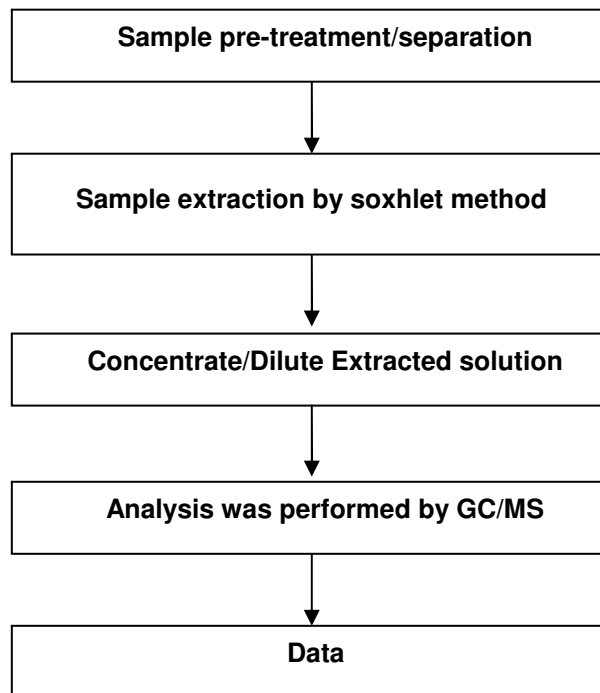 Sample pre-treatment/separation
Sample extraction by soxhlet method
Concentrate/Dilute Extracted solution
Analysis was performed by GC/MS
Data